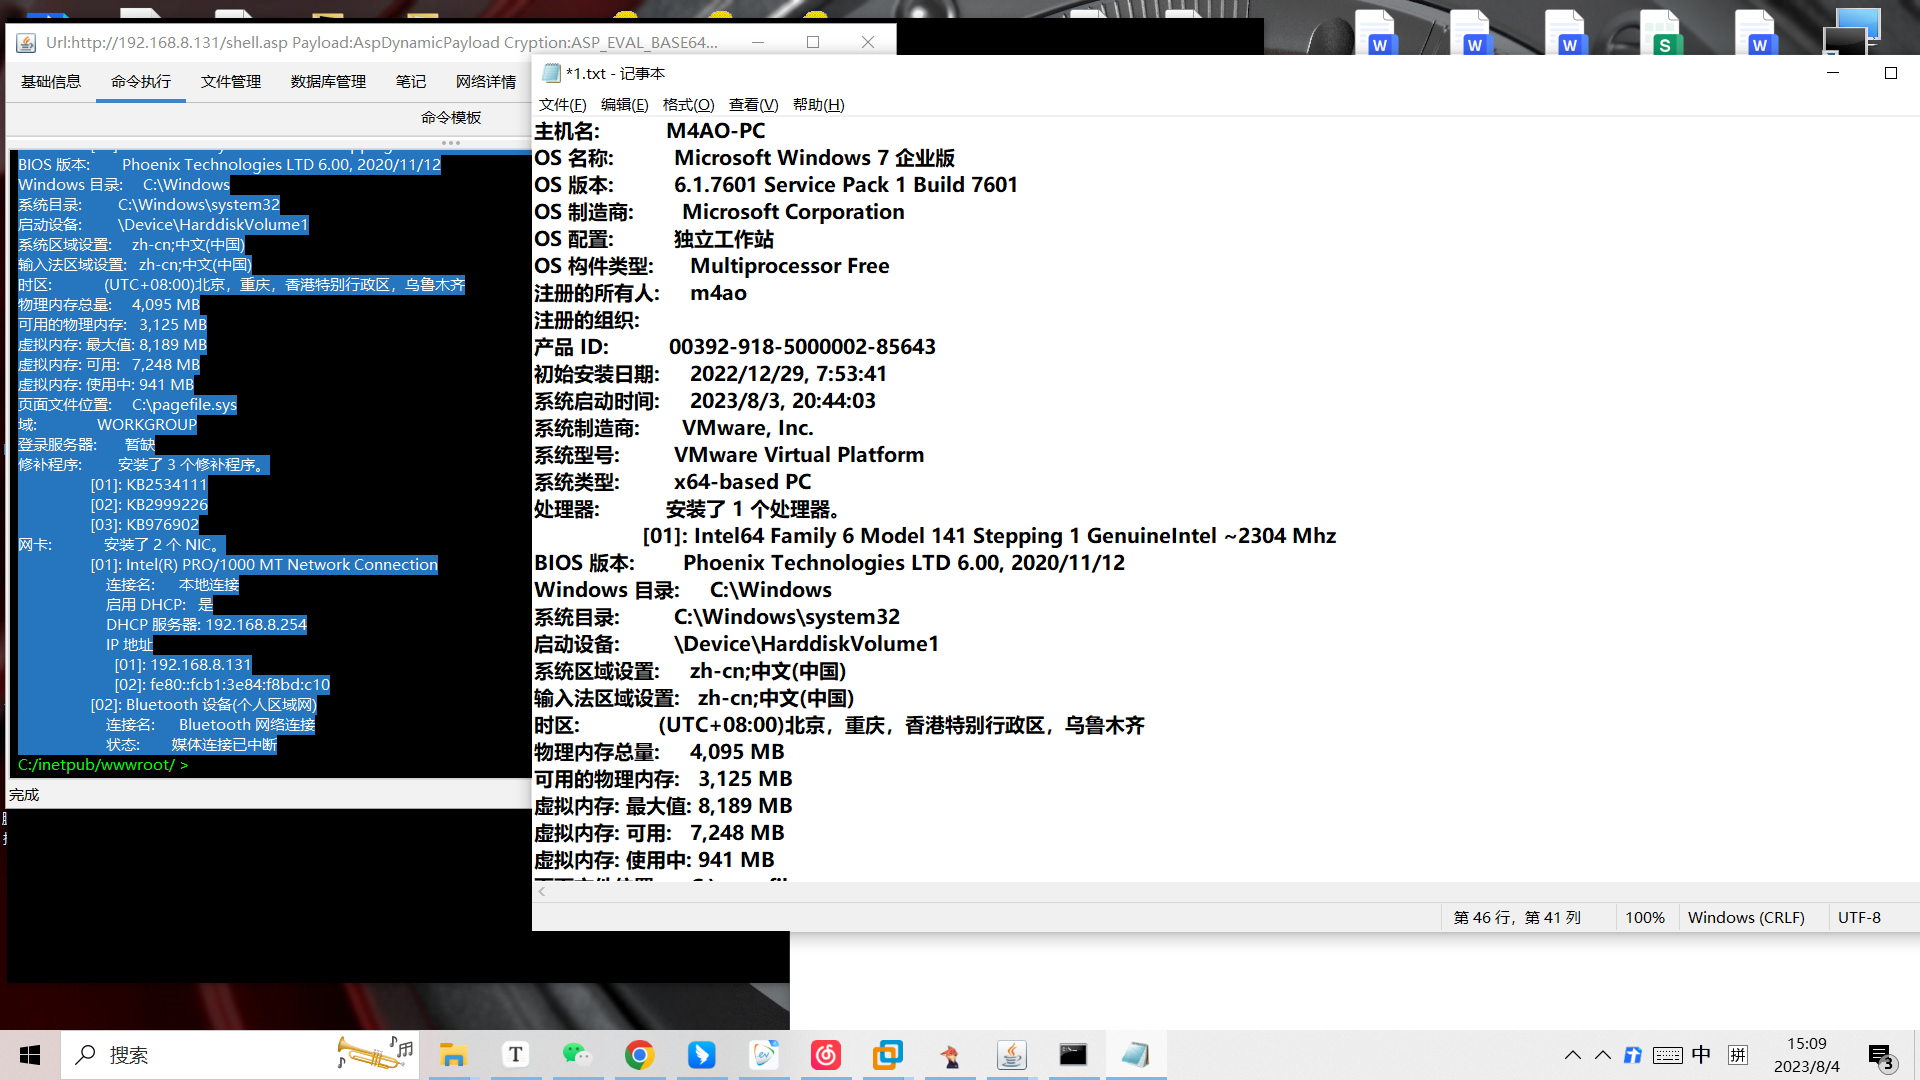 Url:http://192.168.8.131/shell.asp Payload:AspDynamicPayload Cryption:ASP_EVAL_BASE64...
基础信息 命令执行 文件管理 数据库管理 笔记 网络详情
命令模板
BIOS 版本: Phoenix Technologies LTD 6.00, 2020/11/12
Windows 目录: C:\Windows
系统目录: C:\Windows\system32
启动设备: \Device\HarddiskVolume1
系统区域设置: zh-cn;中文(中国)
输入法区域设置: zh-cn;中文(中国)
时区: (UTC+08:00)北京，重庆，香港特别行政区，乌鲁木齐
物理内存总量: 4,095 MB
可用的物理内存: 3,125 MB
虚拟内存: 最大值: 8,189 MB
虚拟内存: 可用: 7,248 MB
虚拟内存: 使用中: 941 MB
页面文件位置: C:\pagefile.sys
域: WORKGROUP
登录服务器: 暂缺
修补程序: 安装了 3 个修补程序。
[01]: KB2534111
[02]: KB2999226
[03]: KB976902
网卡: 安装了 2 个 NIC。
[01]: Intel(R) PRO/1000 MT Network Connection
连接名: 本地连接
启用 DHCP: 是
DHCP 服务器: 192.168.8.254
IP 地址
[01]: 192.168.8.131
[02]: fe80::fcb1:3e84:f8bd:c10
[02]: Bluetooth 设备(个人区域网)
连接名: Bluetooth 网络连接
状态: 媒体连接已中断
C:/inetpub/wwwroot/ >
完成
*1.txt - 记事本
文件(F) 编辑(E) 格式(O) 查看(V) 帮助(H)
主机名: M4AO-PC
OS 名称: Microsoft Windows 7 企业版
OS 版本: 6.1.7601 Service Pack 1 Build 7601
OS 制造商: Microsoft Corporation
OS 配置: 独立工作站
OS 构件类型: Multiprocessor Free
注册的所有人: m4ao
注册的组织:
产品 ID: 00392-918-5000002-85643
初始安装日期: 2022/12/29, 7:53:41
系统启动时间: 2023/8/3, 20:44:03
系统制造商: VMware, Inc.
系统型号: VMware Virtual Platform
系统类型: x64-based PC
处理器: 安装了 1 个处理器。
[01]: Intel64 Family 6 Model 141 Stepping 1 GenuineIntel ~2304 Mhz
BIOS 版本: Phoenix Technologies LTD 6.00, 2020/11/12
Windows 目录: C:\Windows
系统目录: C:\Windows\system32
启动设备: \Device\HarddiskVolume1
系统区域设置: zh-cn;中文(中国)
输入法区域设置: zh-cn;中文(中国)
时区: (UTC+08:00)北京，重庆，香港特别行政区，乌鲁木齐
物理内存总量: 4,095 MB
可用的物理内存: 3,125 MB
虚拟内存: 最大值: 8,189 MB
虚拟内存: 可用: 7,248 MB
虚拟内存: 使用中: 941 MB
第 46 行，第 41 列 100% Windows (CRLF) UTF-8
搜索
中 拼
15:09
2023/8/4
3